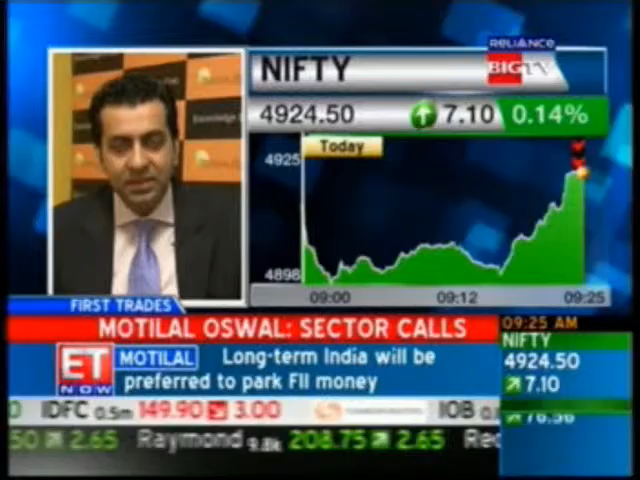 RELIANCE
BIGTV
NIFTY
4924.50 7.10 0.14%
Today
4925
4898
09:00 09:12 09:25
FIRST TRADES
MOTILAL OSWAL: SECTOR CALLS
09:25 AM
NIFTY
4924.50
7.10
ET
NOW
MOTILAL Long-term India will be
preferred to park FII money
IDFC 0.5m 149.90 3.00 IOB
50 2.65 Raymond 9.8k 208.75 2.65 Rec